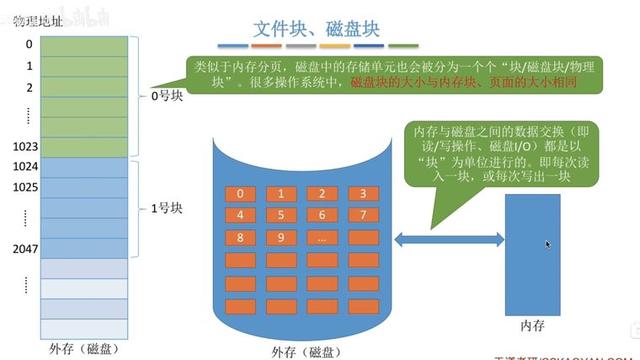 物理地址
文件块、磁盘块
0
1
2
……
1023
1024
1025
……
2047
……
0号块
1号块
外存（磁盘）
类似于内存分页，磁盘中的存储单元也会被分为一个个“块/磁盘块/物理
块”。很多操作系统中，磁盘块的大小与内存块、页面的大小相同
内存与磁盘之间的数据交换（即
读/写操作、磁盘I/O）都是以
“块”为单位进行的。即每次读
入一块，或每次写出一块
0 1 2 3
4 5 6 7
8 9 ...
外存（磁盘）
内存